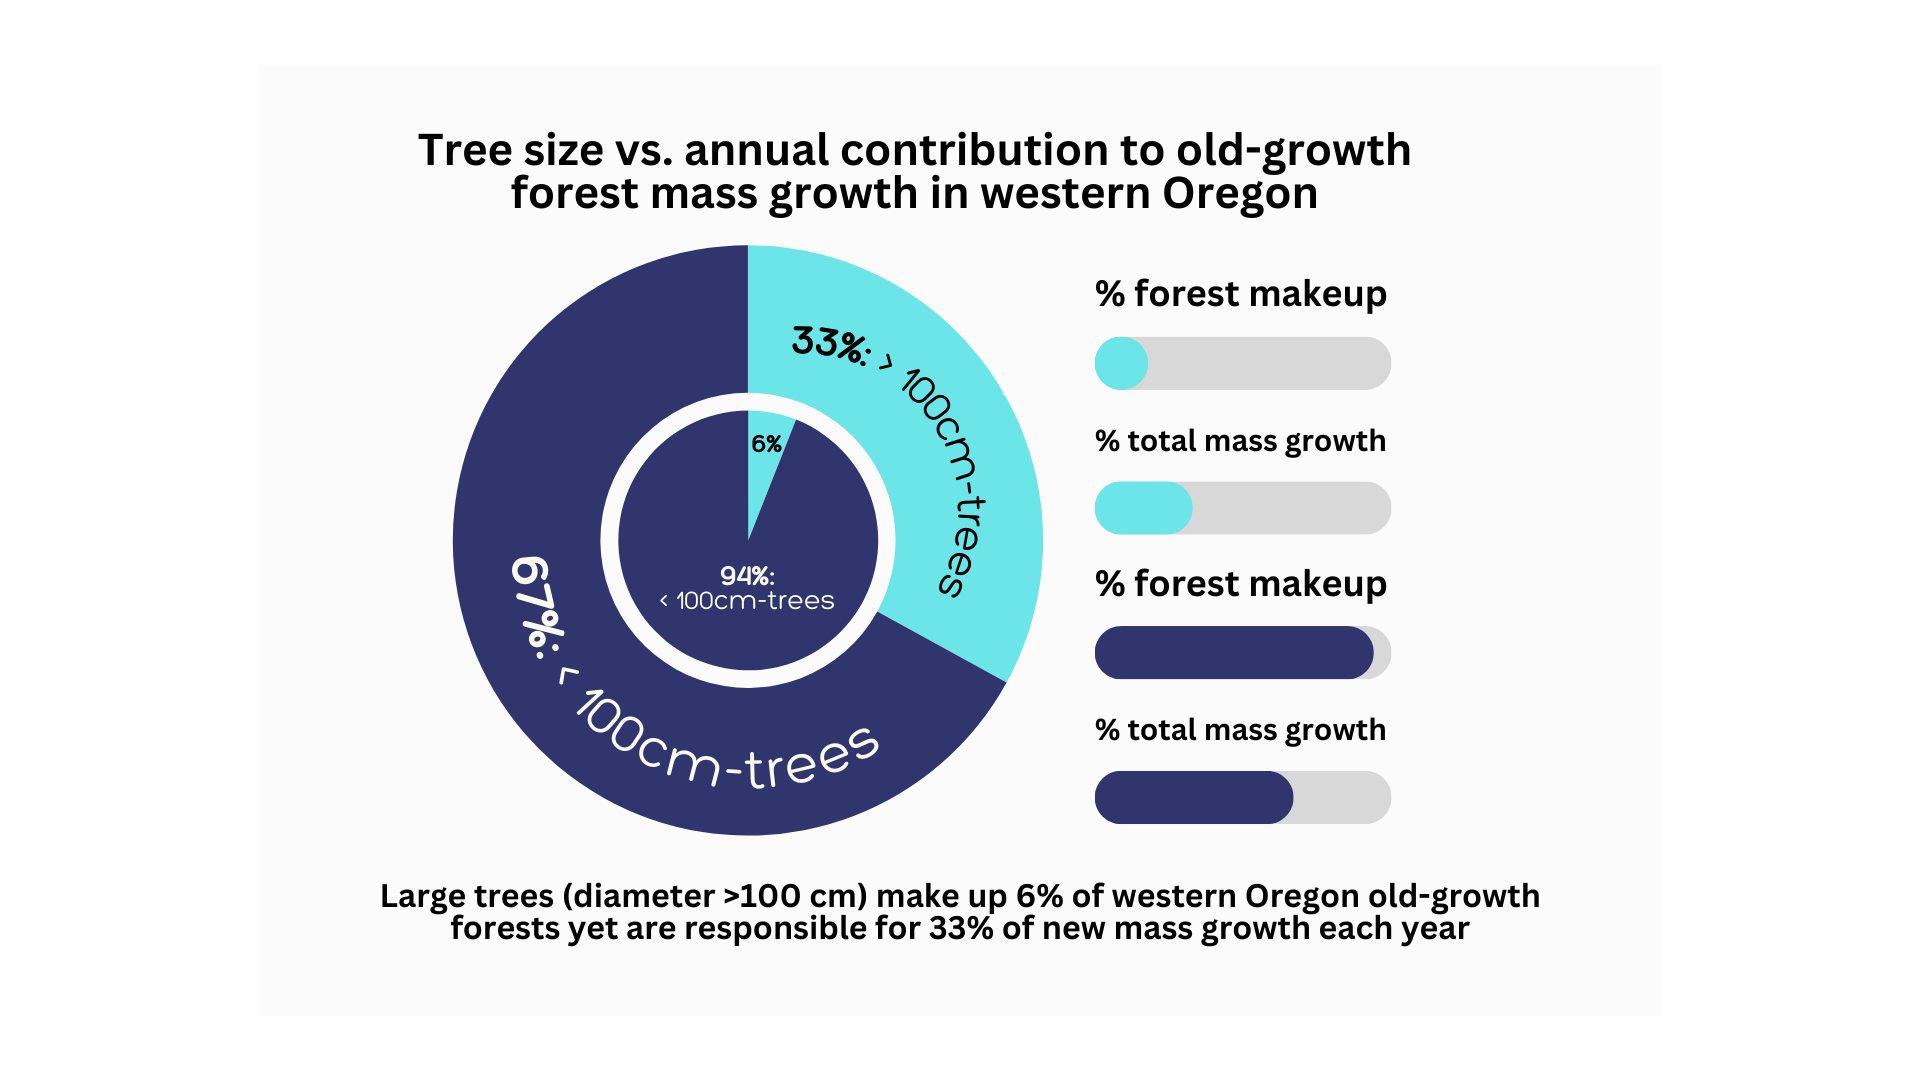 Tree size vs. annual contribution to old-growth
forest mass growth in western Oregon
33%: > 100cm-trees
6%
94%:
< 100cm-trees
67%: < 100cm-trees
% forest makeup
% total mass growth
% forest makeup
% total mass growth
Large trees (diameter >100 cm) make up 6% of western Oregon old-growth
forests yet are responsible for 33% of new mass growth each year